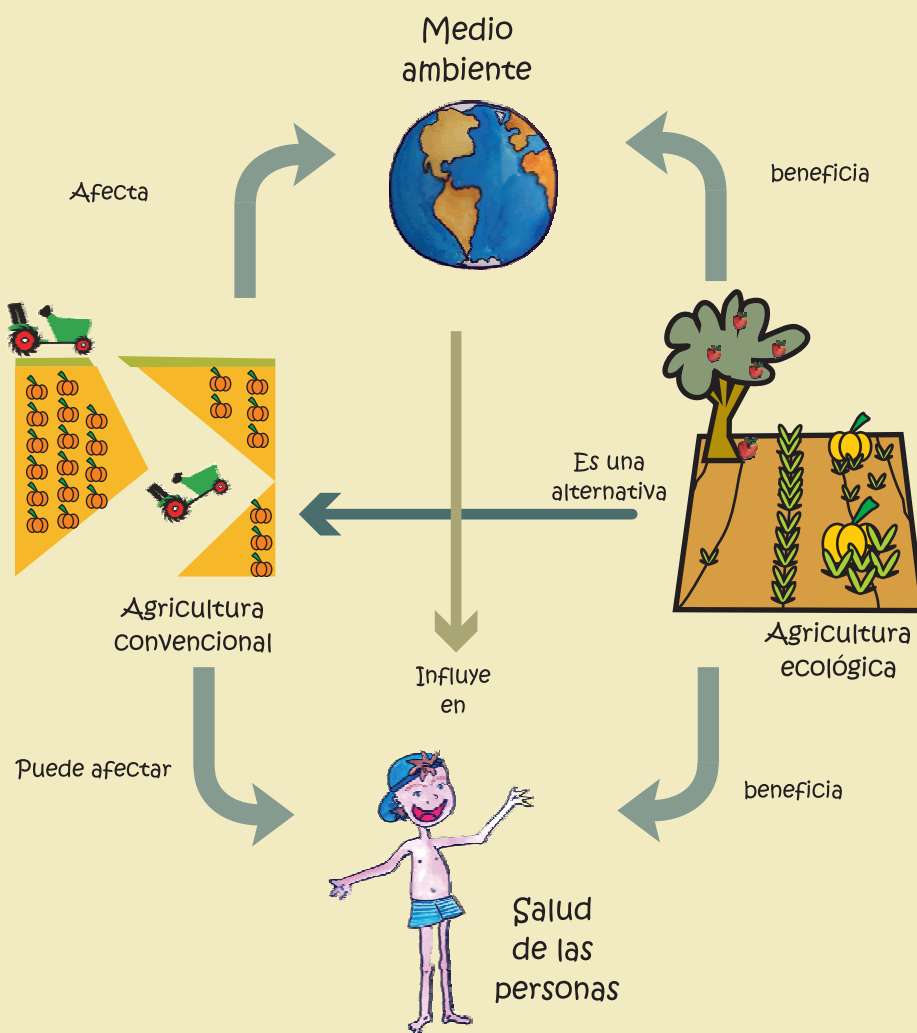 Medio
ambiente
Afecta
beneficia
Es una
alternativa
Agricultura
convencional
Agricultura
ecológica
Influye
en
Puede afectar
beneficia
Salud
de las
personas